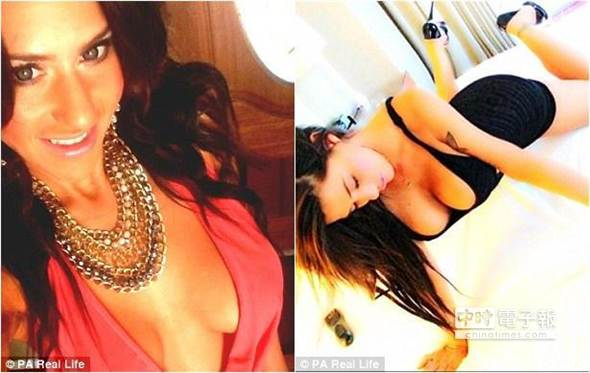 中時電子報
chinatimes.com
© PA Real Life
© PA Real Life